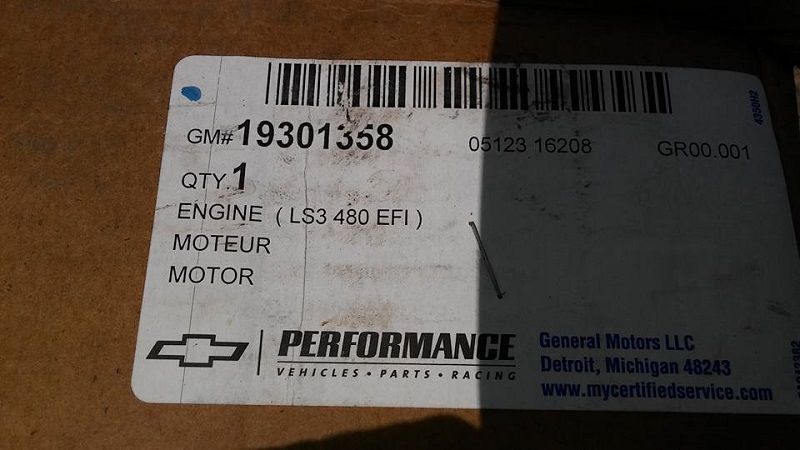 GM# 19301358 05123 16208 GR00.001
QTY. 1
ENGINE ( LS3 480 EFI )
MOTEUR
MOTOR
PERFORMANCE
VEHICLES • PARTS • RACING
General Motors LLC
Detroit, Michigan 48243
www.mycertifiedservice.com
4350H2